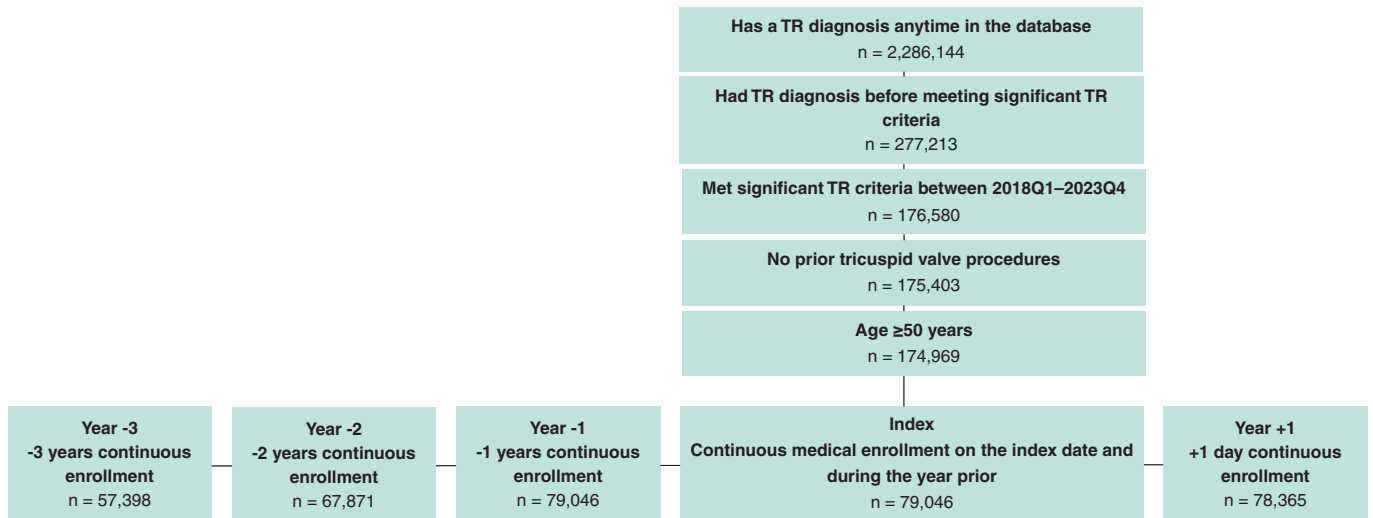 Has a TR diagnosis anytime in the database
n = 2,286,144
Had TR diagnosis before meeting significant TR
criteria
n = 277,213
Met significant TR criteria between 2018Q1–2023Q4
n = 176,580
No prior tricuspid valve procedures
n = 175,403
Age ≥50 years
n = 174,969
Year -3
-3 years continuous
enrollment
n = 57,398
Year -2
-2 years continuous
enrollment
n = 67,871
Year -1
-1 years continuous
enrollment
n = 79,046
Index
Continuous medical enrollment on the index date and
during the year prior
n = 79,046
Year +1
+1 day continuous
enrollment
n = 78,365